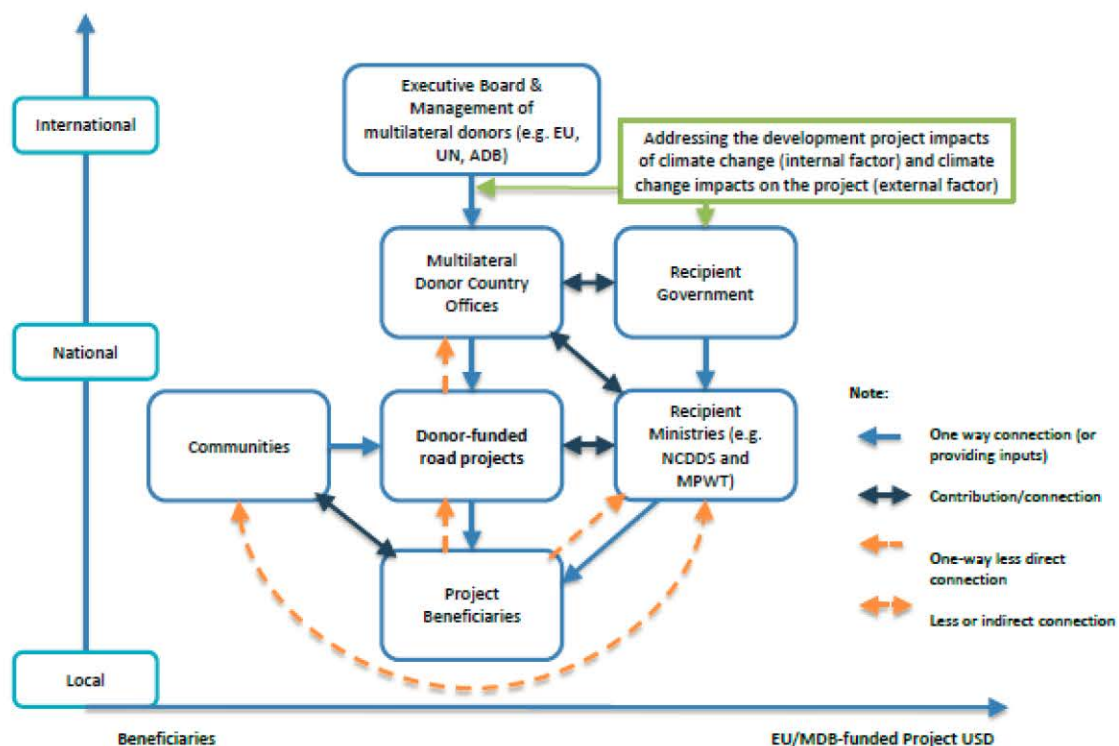 International
Executive Board &
Management of
multilateral donors (e.g. EU,
UN, ADB)
Addressing the development project impacts
of climate change (internal factor) and climate
change impacts on the project (external factor)
Multilateral
Donor Country
Offices
Recipient
Government
National
Communities
Donor-funded
road projects
Recipient
Ministries (e.g.
NCDDS and
MPWT)
Project
Beneficiaries
Note:
One way connection (or
providing inputs)
Contribution/connection
One-way less direct
connection
Less or indirect connection
Local
Beneficiaries
EU/MDB-funded Project USD